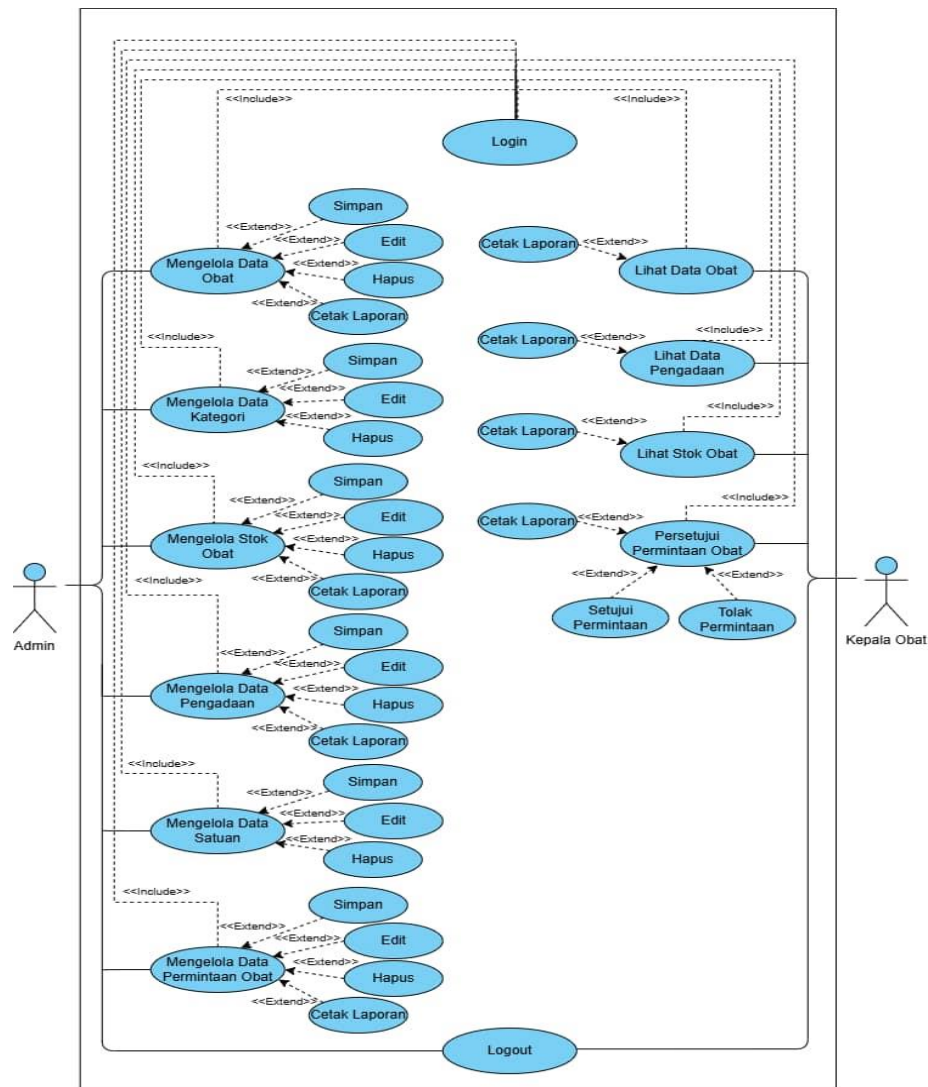 <<Include>>
<<Include>>
Login
Simpan
<<Extend>>
Edit
<<Extend>>
Mengelola Data
Obat
<<Extend>>
Hapus
<<Extend>>
Cetak Laporan
Cetak Laporan
<<Extend>>
Lihat Data Obat
<<Include>>
Simpan
<<Extend>>
Mengelola Data
Kategori
<<Extend>>
Edit
<<Extend>>
Hapus
Cetak Laporan
<<Extend>>
<<Include>>
Lihat Data
Pengadaan
Cetak Laporan
<<Extend>>
<<Include>>
Lihat Stok Obat
<<Include>>
Simpan
<<Extend>>
Edit
<<Extend>>
Mengelola Stok
Obat
<<Extend>>
Hapus
<<Extend>>
Cetak Laporan
Cetak Laporan
<<Extend>>
<<Include>>
Persetujui
Permintaan Obat
<<Extend>>
<<Extend>>
Setujui
Permintaan
Tolak
Permintaan
Admin
Kepala Obat
<<Include>>
Simpan
<<Extend>>
Edit
<<Extend>>
Mengelola Data
Pengadaan
<<Extend>>
Hapus
<<Extend>>
Cetak Laporan
<<Include>>
Simpan
<<Extend>>
Mengelola Data
Satuan
<<Extend>>
Edit
<<Extend>>
Hapus
<<Include>>
Simpan
<<Extend>>
Edit
<<Extend>>
Mengelola Data
Permintaan Obat
<<Extend>>
Hapus
<<Extend>>
Cetak Laporan
Logout